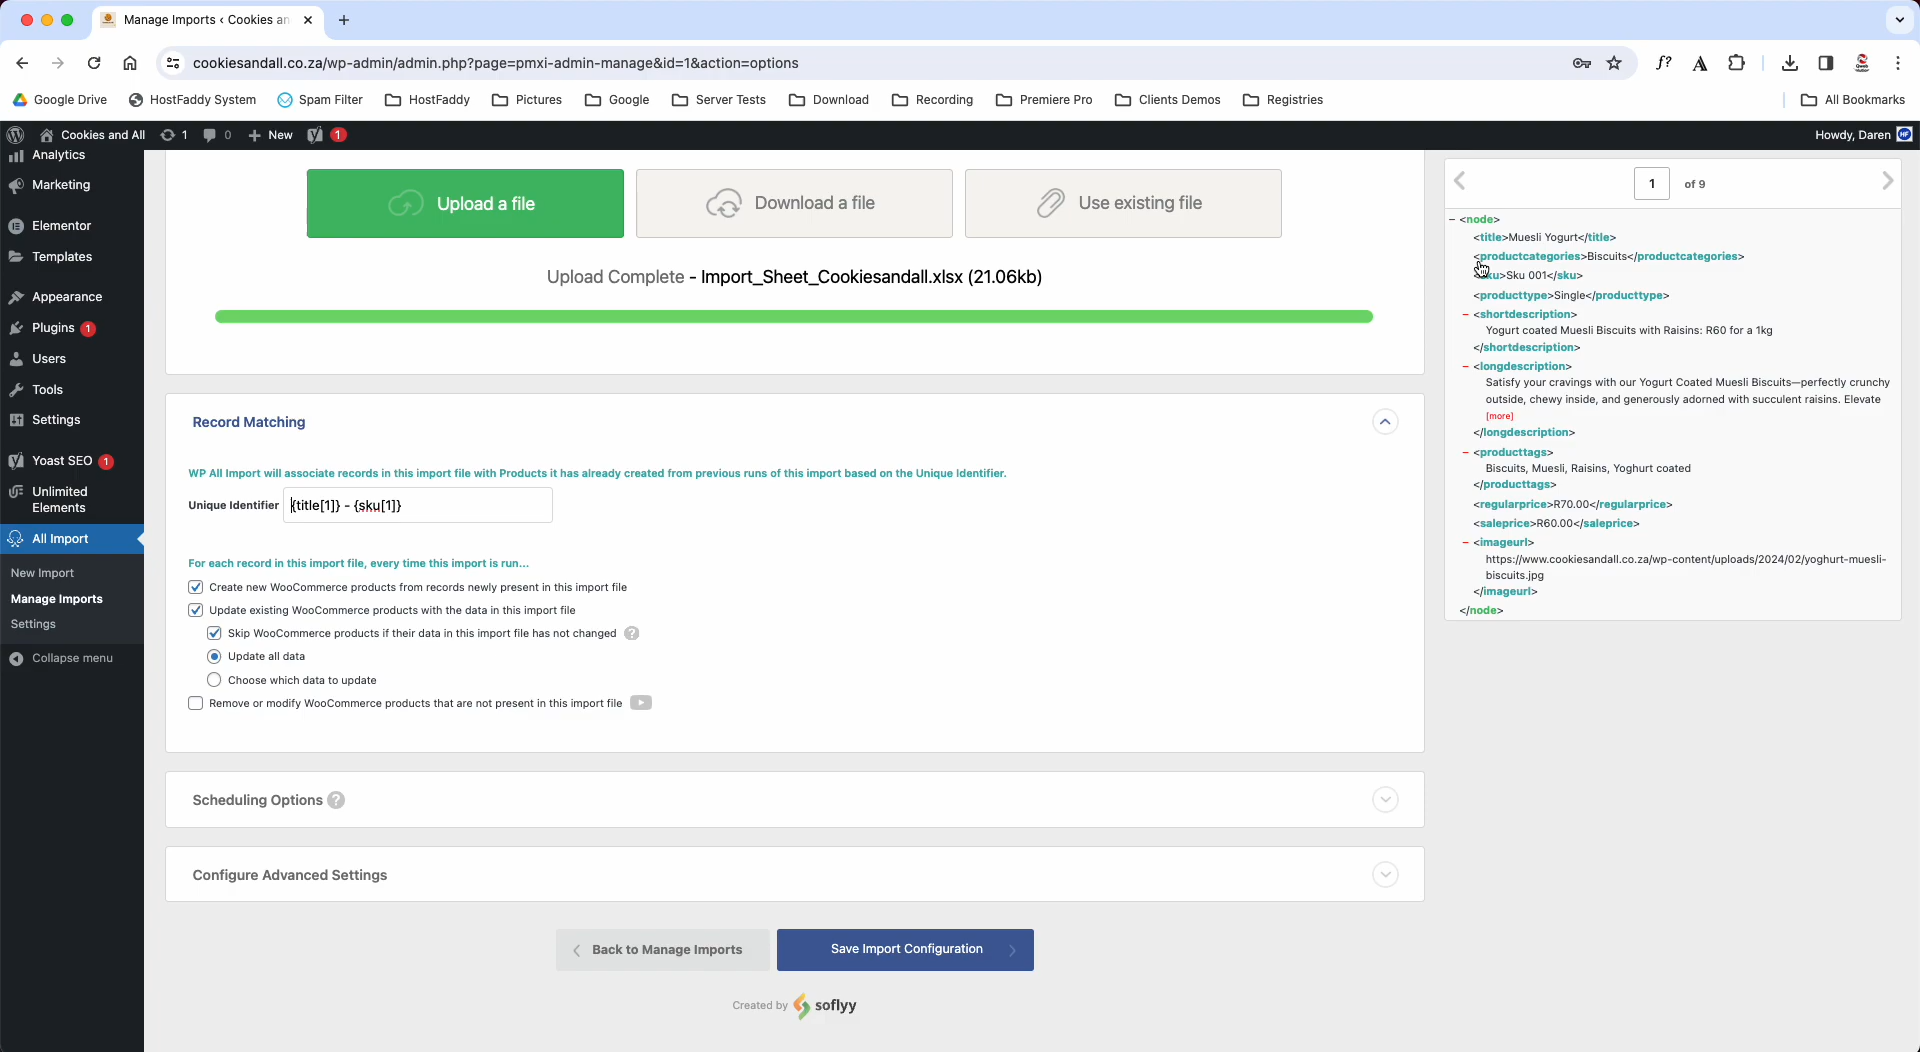 Manage Imports ‹ Cookies an
cookiesandall.co.za/wp-admin/admin.php?page=pmxi-admin-manage&id=1&action=options
Google Drive HostFaddy System Spam Filter HostFaddy Pictures Google Server Tests Download Recording Premiere Pro Clients Demos Registries All Bookmarks
Cookies and All 1 0 + New 1 Howdy, Daren
Analytics
Marketing
Elementor
Templates
Appearance
Plugins 1
Users
Tools
Settings
Yoast SEO 1
Unlimited
Elements
All Import
New Import
Manage Imports
Settings
Collapse menu
Upload a file
Download a file
Use existing file
Upload Complete - Import_Sheet_Cookiesandall.xlsx (21.06kb)
Record Matching
WP All Import will associate records in this import file with Products it has already created from previous runs of this import based on the Unique Identifier.
Unique Identifier {title[1]} - {sku[1]}
For each record in this import file, every time this import is run...
Create new WooCommerce products from records newly present in this import file
Update existing WooCommerce products with the data in this import file
Skip WooCommerce products if their data in this import file has not changed ?
Update all data
Choose which data to update
Remove or modify WooCommerce products that are not present in this import file
Scheduling Options ?
Configure Advanced Settings
Back to Manage Imports
Save Import Configuration
Created by soflyy
1 of 9
<node>
<title>Muesli Yogurt</title>
<productcategories>Biscuits</productcategories>
Sku 001</sku>
<producttype>Single</producttype>
<shortdescription>
Yogurt coated Muesli Biscuits with Raisins: R60 for a 1kg
</shortdescription>
<longdescription>
Satisfy your cravings with our Yogurt Coated Muesli Biscuits—perfectly crunchy
outside, chewy inside, and generously adorned with succulent raisins. Elevate
[more]
</longdescription>
<producttags>
Biscuits, Muesli, Raisins, Yoghurt coated
</producttags>
<regularprice>R70.00</regularprice>
<saleprice>R60.00</saleprice>
<imageurl>
https://www.cookiesandall.co.za/wp-content/uploads/2024/02/yoghurt-muesli-
biscuits.jpg
</imageurl>
</node>